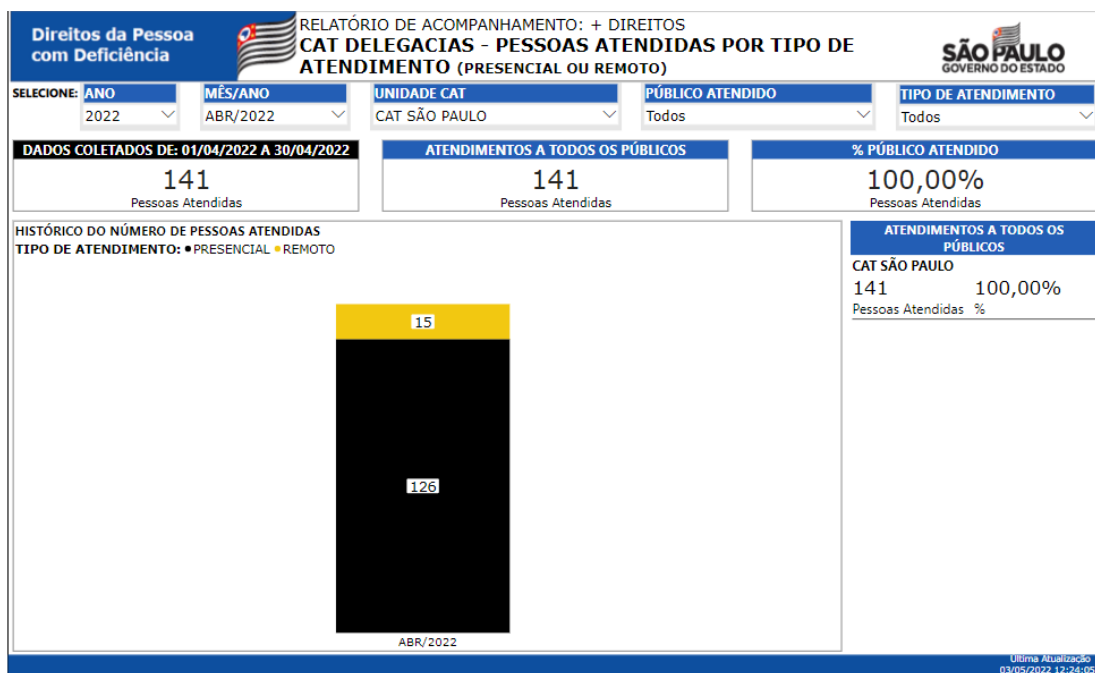 Direitos da Pessoa
com Deficiência
RELATÓRIO DE ACOMPANHAMENTO: + DIREITOS
CAT DELEGACIAS - PESSOAS ATENDIDAS POR TIPO DE
ATENDIMENTO (PRESENCIAL OU REMOTO)
SÃO PAULO
GOVERNO DO ESTADO
SELECIONE: ANO MÊS/ANO UNIDADE CAT PÚBLICO ATENDIDO TIPO DE ATENDIMENTO
2022 ABR/2022 CAT SÃO PAULO Todos Todos
DADOS COLETADOS DE: 01/04/2022 A 30/04/2022
141
Pessoas Atendidas
ATENDIMENTOS A TODOS OS PÚBLICOS
141
Pessoas Atendidas
% PÚBLICO ATENDIDO
100,00%
Pessoas Atendidas
HISTÓRICO DO NÚMERO DE PESSOAS ATENDIDAS
TIPO DE ATENDIMENTO: PRESENCIAL REMOTO
15
126
ABR/2022
ATENDIMENTOS A TODOS OS
PÚBLICOS
CAT SÃO PAULO
141 100,00%
Pessoas Atendidas %
Última Atualização
03/05/2022 12:24:05